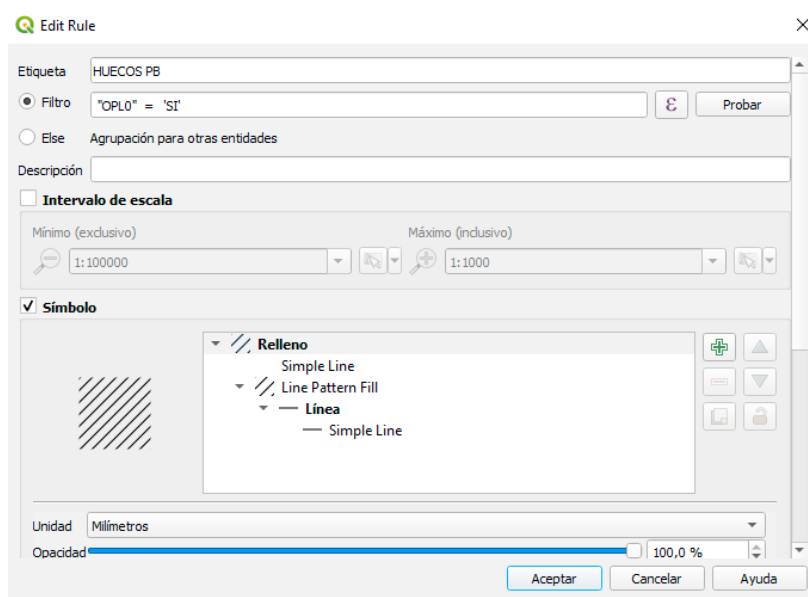 Edit Rule
Etiqueta HUECOS PB
Filtro "OPL0" = 'SI' ε Probar
Else Agrupación para otras entidades
Descripción
Intervalo de escala
Mínimo (exclusivo) Máximo (inclusivo)
1:100000 1:1000
Símbolo
Relleno
Simple Line
Line Pattern Fill
Línea
Simple Line
Unidad Milímetros
Opacidad 100,0 %
Aceptar Cancelar Ayuda